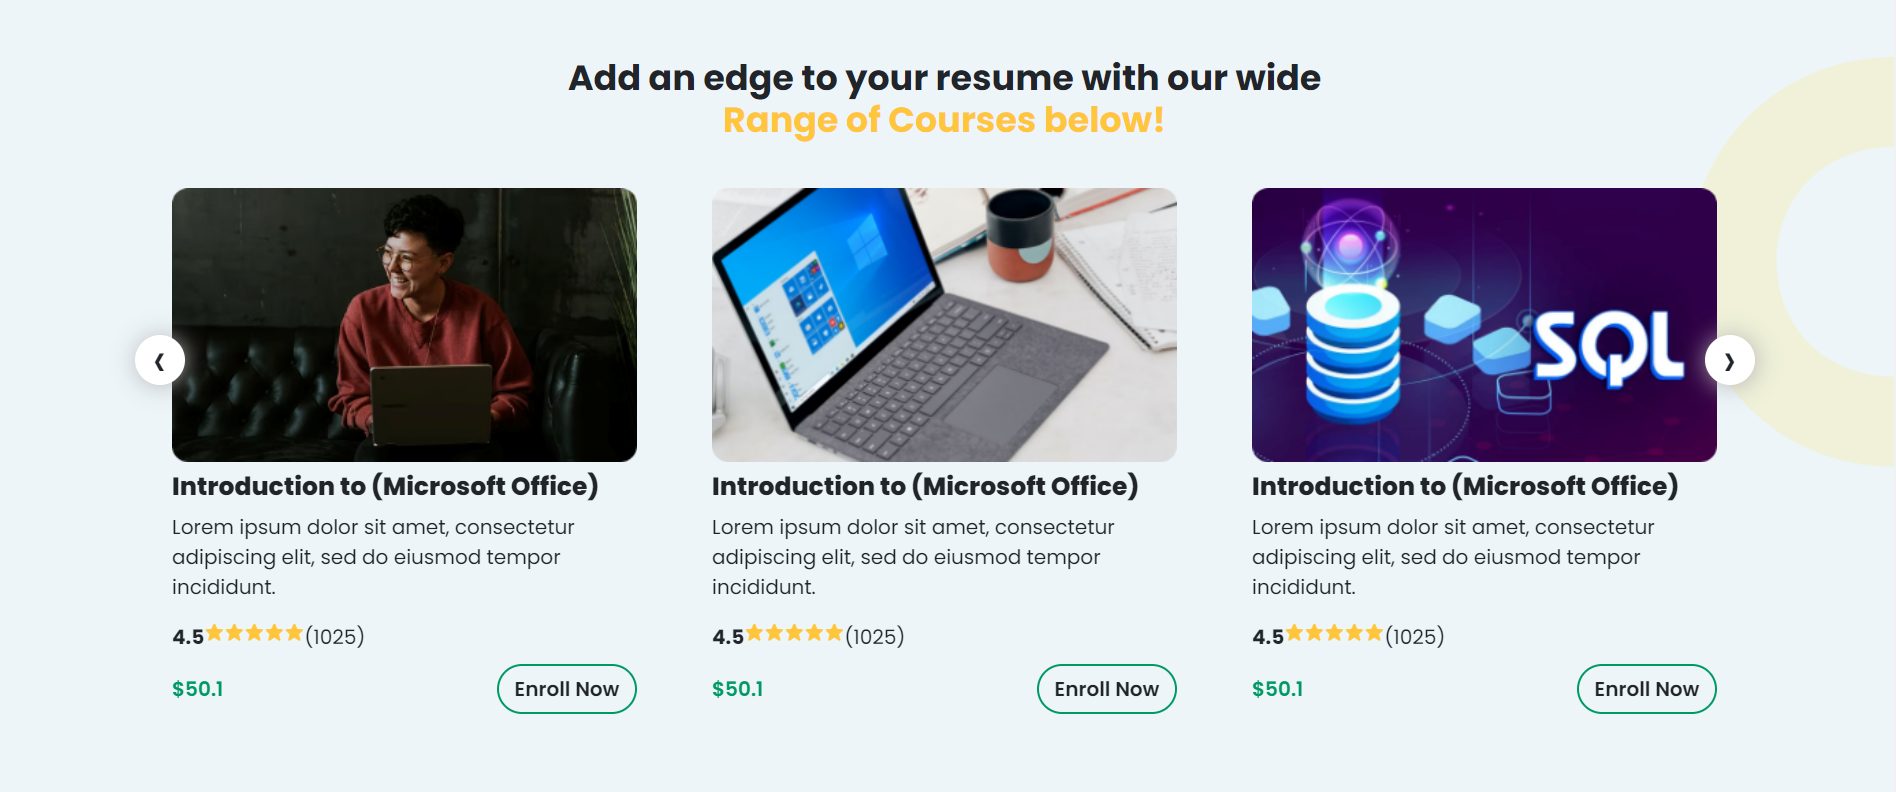 Add an edge to your resume with our wide
Range of Courses below!
SQL
Introduction to (Microsoft Office)
Lorem ipsum dolor sit amet, consectetur
adipiscing elit, sed do eiusmod tempor
incididunt.
4.5 (1025)
$50.1
Enroll Now
Introduction to (Microsoft Office)
Lorem ipsum dolor sit amet, consectetur
adipiscing elit, sed do eiusmod tempor
incididunt.
4.5 (1025)
$50.1
Enroll Now
Introduction to (Microsoft Office)
Lorem ipsum dolor sit amet, consectetur
adipiscing elit, sed do eiusmod tempor
incididunt.
4.5 (1025)
$50.1
Enroll Now